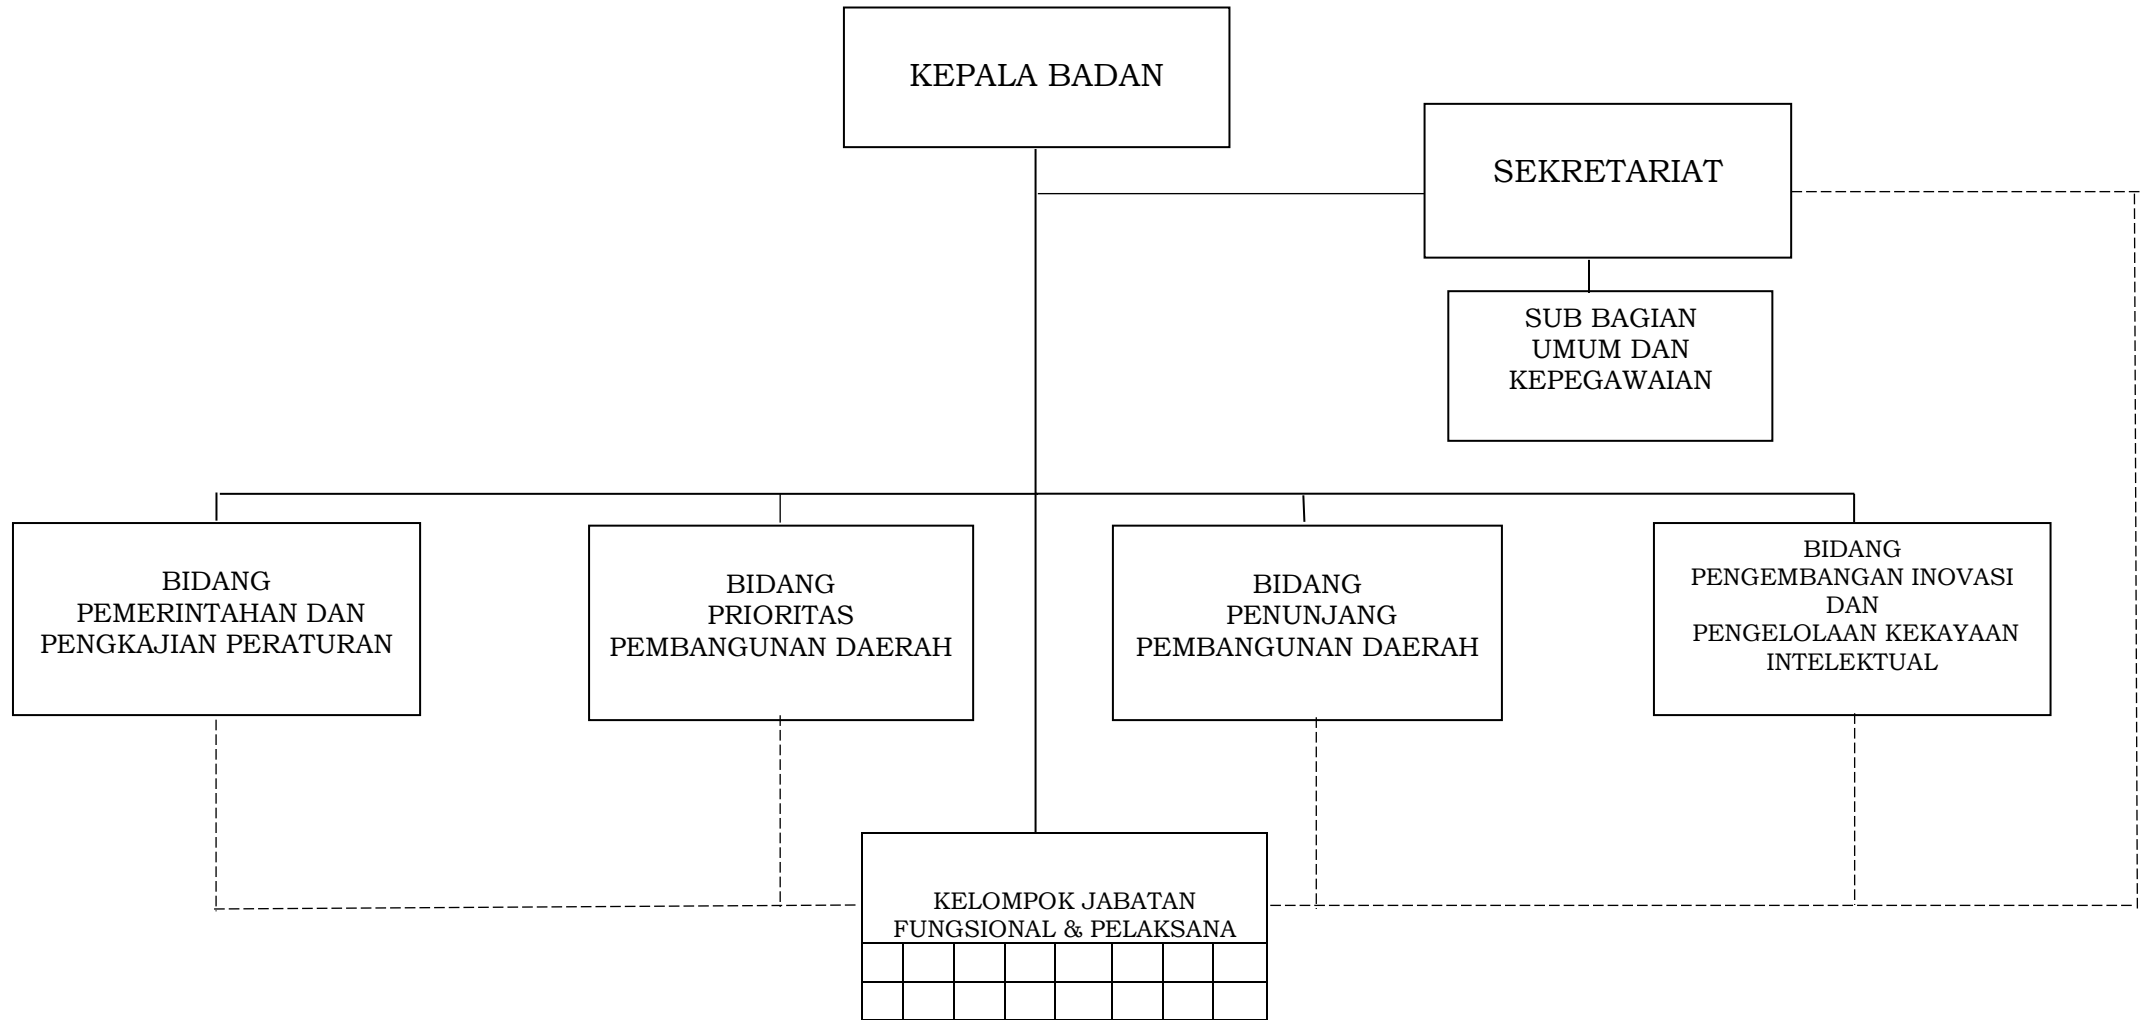 KEPALA BADAN
SEKRETARIAT
SUB BAGIAN
UMUM DAN
KEPEGAWAIAN
BIDANG
PEMERINTAHAN DAN
PENGKAJIAN PERATURAN
BIDANG
PRIORITAS
PEMBANGUNAN DAERAH
BIDANG
PENUNJANG
PEMBANGUNAN DAERAH
BIDANG
PENGEMBANGAN INOVASI
DAN
PENGELOLAAN KEKAYAAN
INTELEKTUAL
KELOMPOK JABATAN
FUNGSIONAL & PELAKSANA